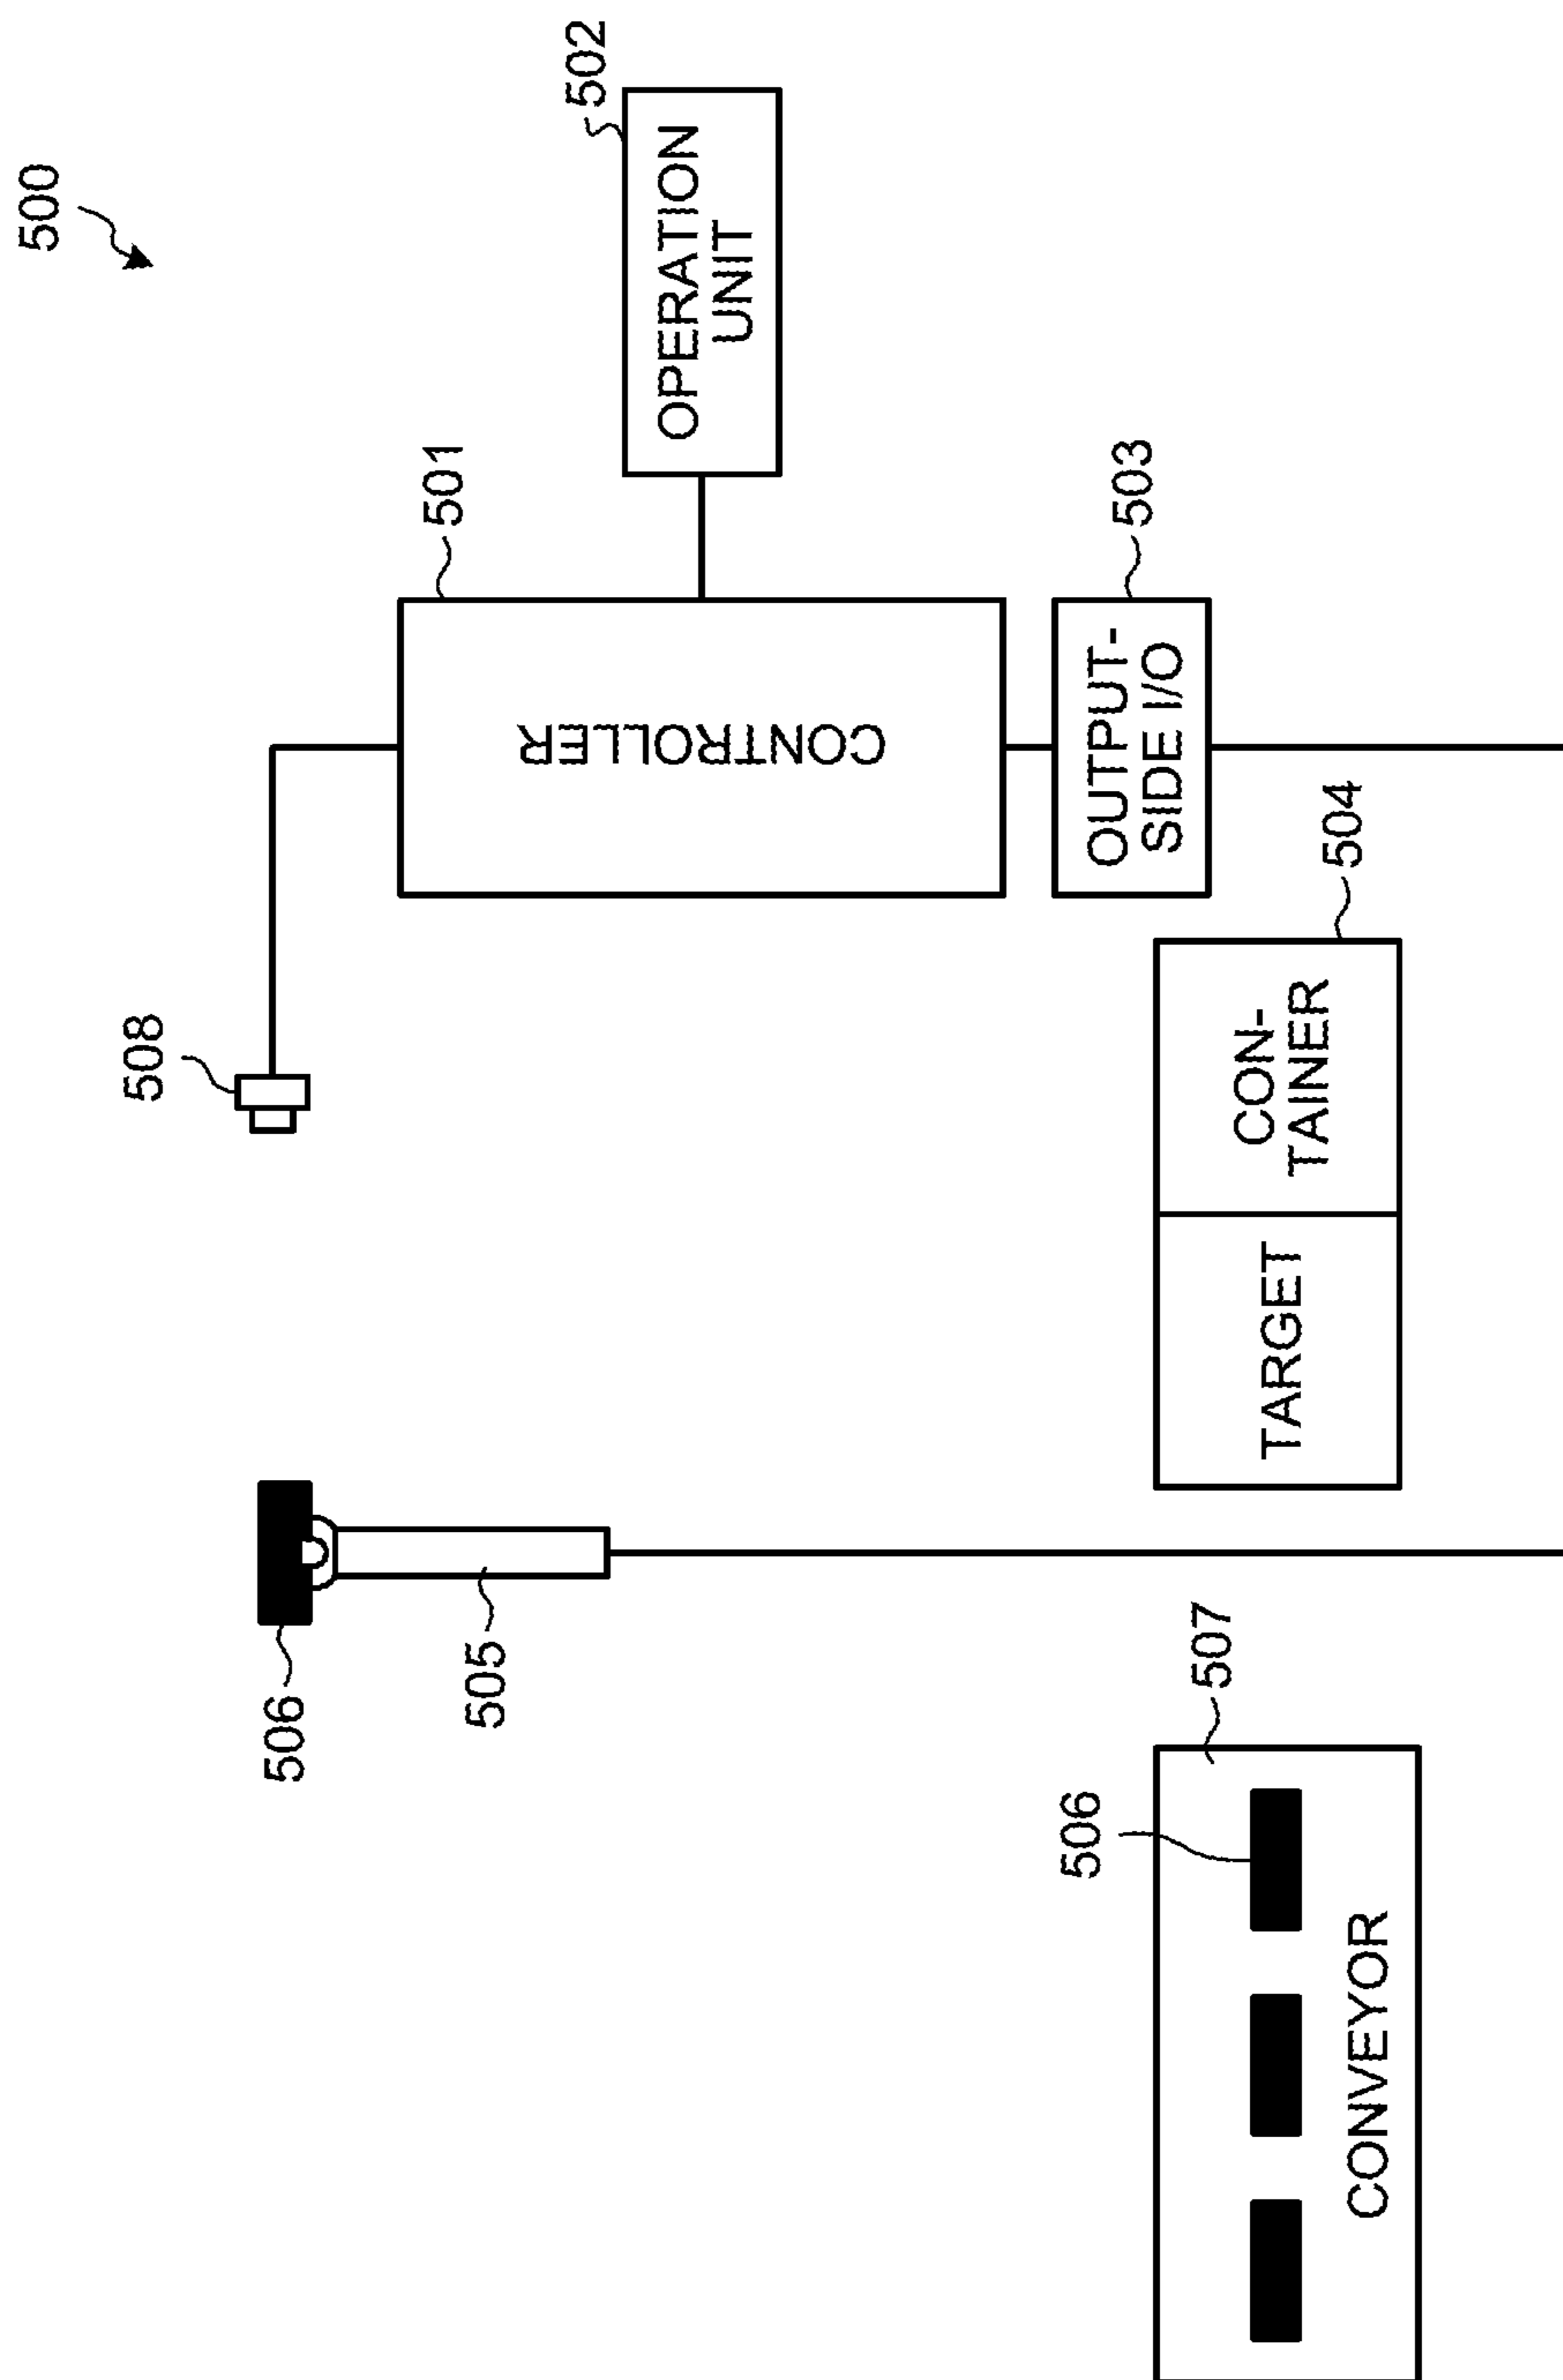 500
502
OPERATION
UNIT
501
CONTROLLER
503
OUTPUT-
SIDE I/O
508
504
CON-
TAINER
TARGET
506
505
507
506
CONVEYOR